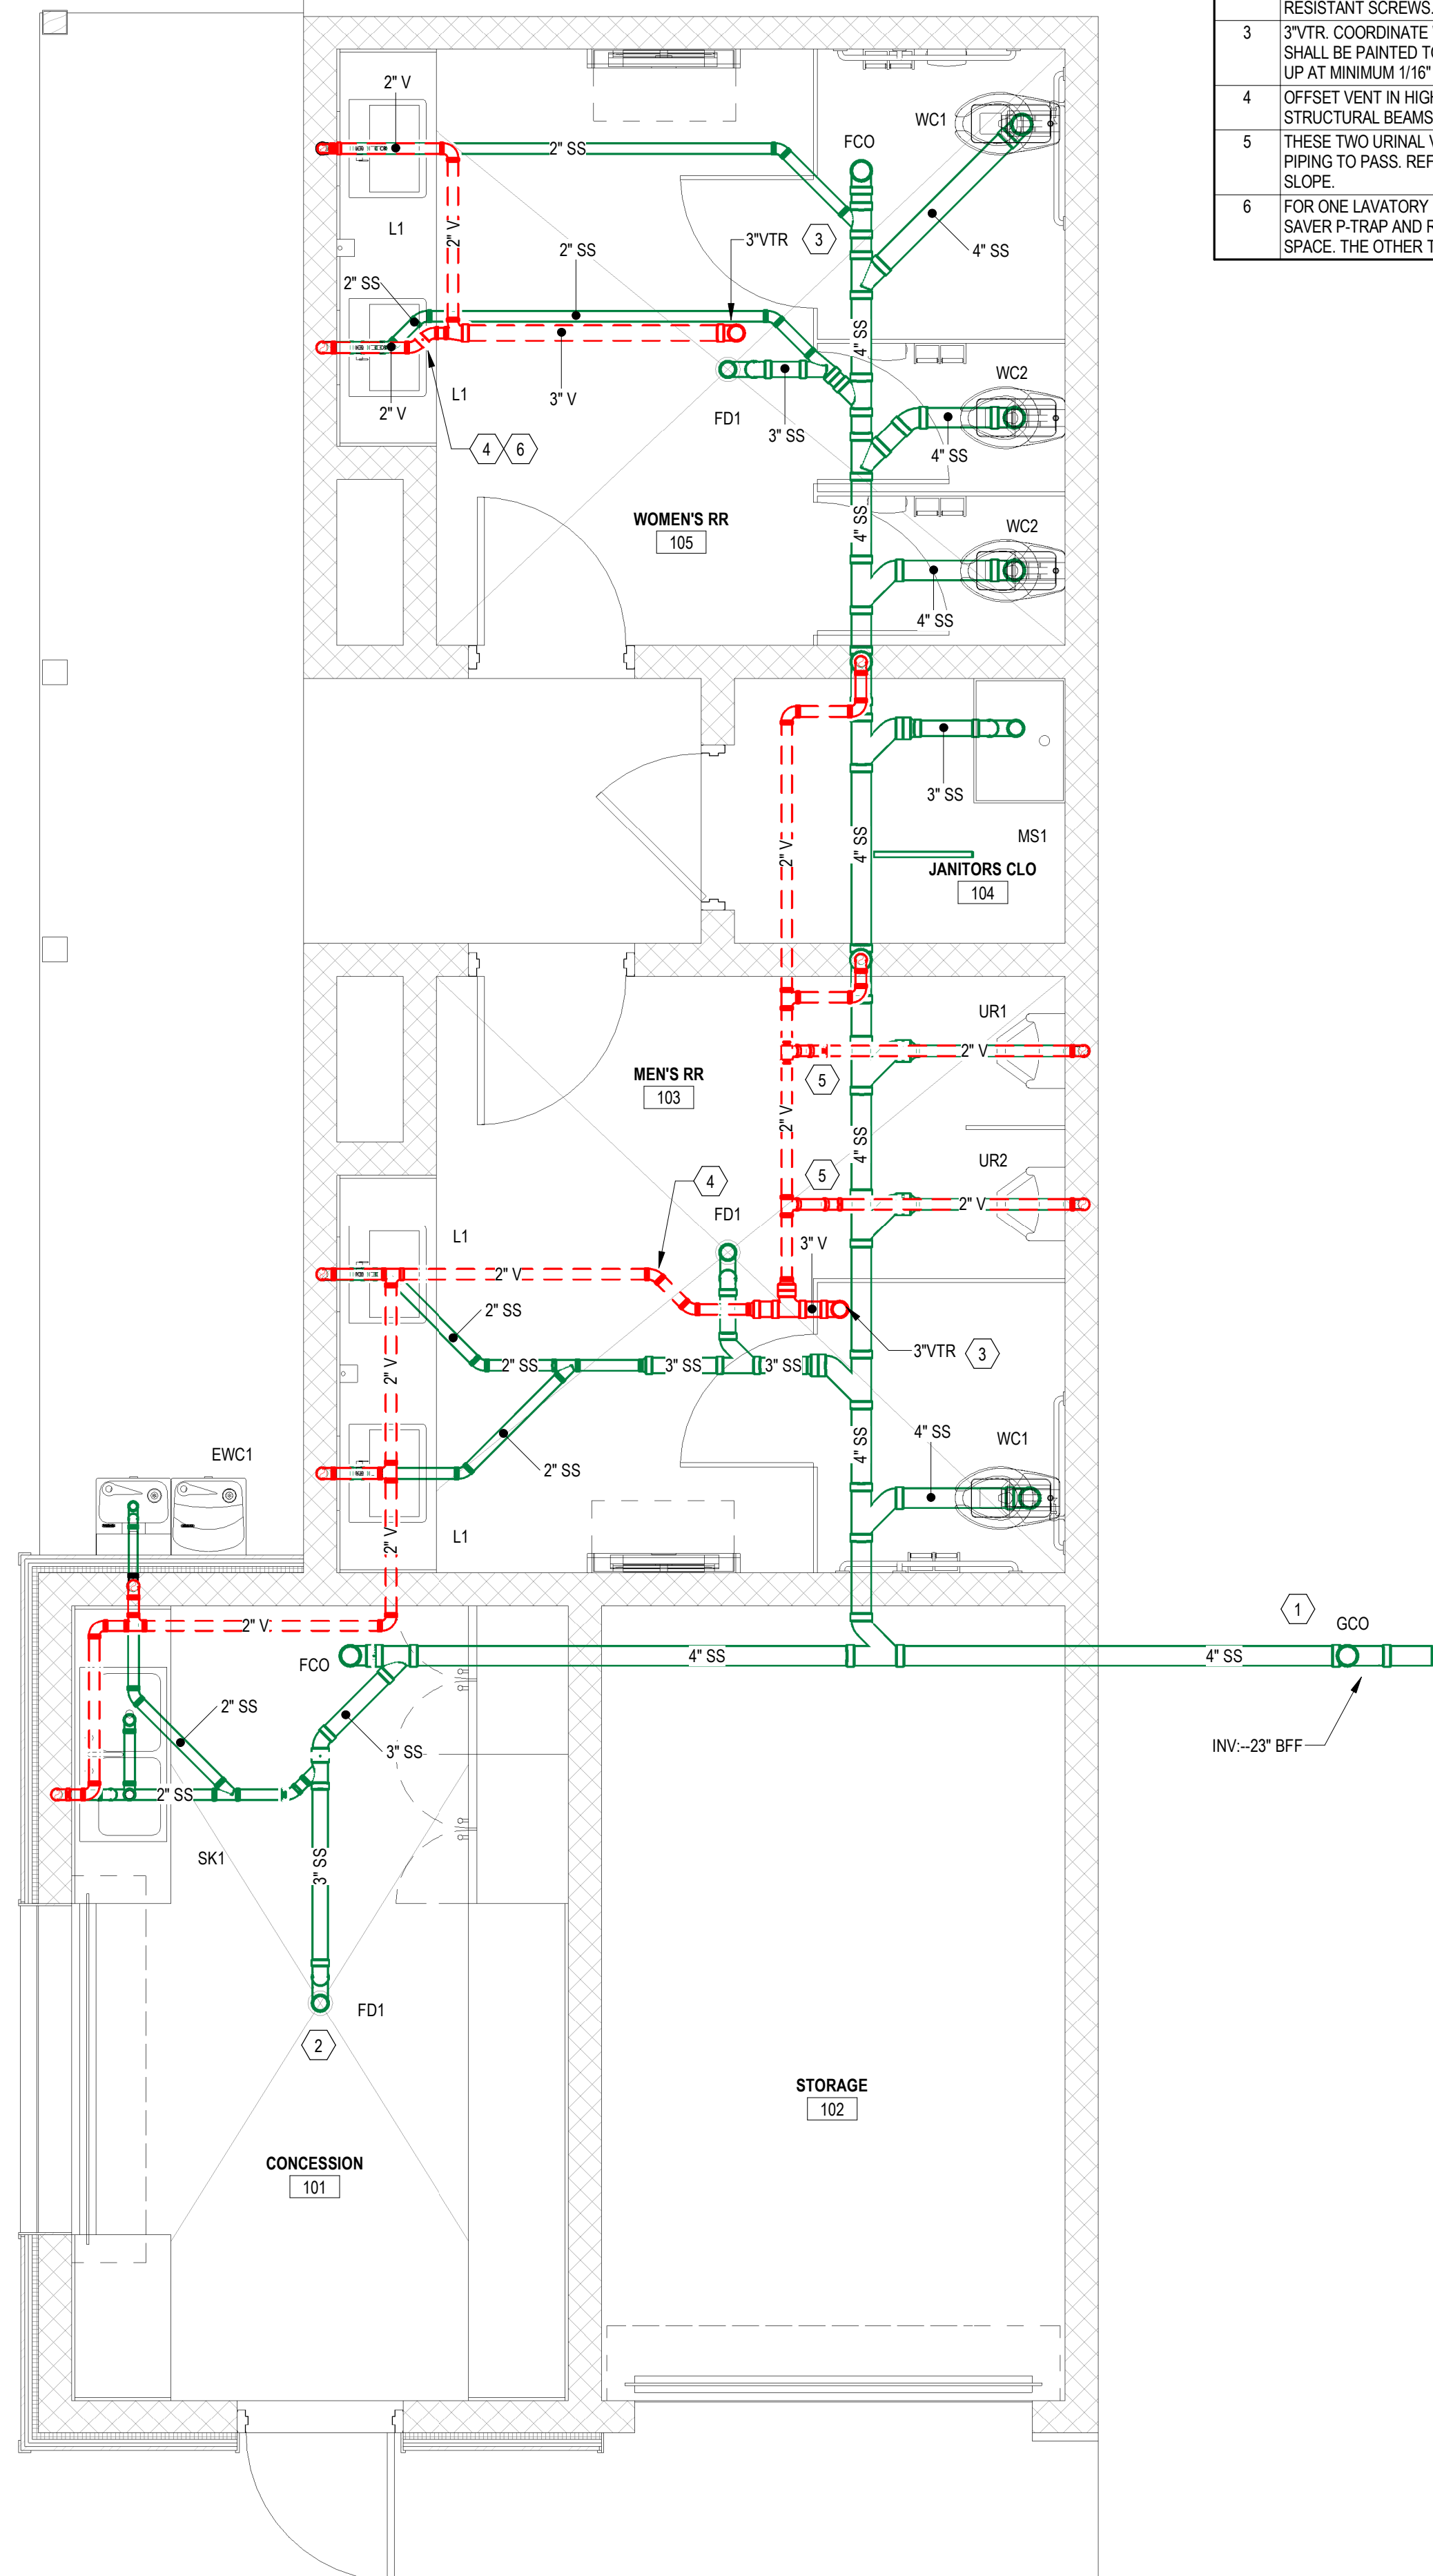 RESISTANT SCREWS.
3 3"VTR. COORDINATE
SHALL BE PAINTED TO
UP AT MINIMUM 1/16"
4 OFFSET VENT IN HIGH
STRUCTURAL BEAMS
5 THESE TWO URINAL
PIPING TO PASS.
SLOPE.
6 FOR ONE LAVATORY
SAVER P-TRAP AND
SPACE. THE OTHER
2" V
2" SS
FCO
WC1
L1
2" V
2" SS
3"VTR 3
4" SS
2" SS
4" SS
2" V
L1
3" V
FD1
3" SS
WC2
4" SS
4 6
WOMEN'S RR
105
4" SS
WC2
4" SS
3" SS
MS1
2" V
4" SS
JANITORS CLO
104
UR1
2" V
MEN'S RR
103
5
2" V
4" SS
UR2
5
4
FD1
2" V
L1
3" V
2" V
2" SS
3"VTR 3
2" V
2" SS
3" SS
3" SS
4" SS
4" SS
WC1
EWC1
2" SS
L1
2" V
1
GCO
2" V
FCO
4" SS
4" SS
2" SS
3" SS
INV:--23" BFF
2" SS
SK1
3" SS
FD1
2
STORAGE
102
CONCESSION
101